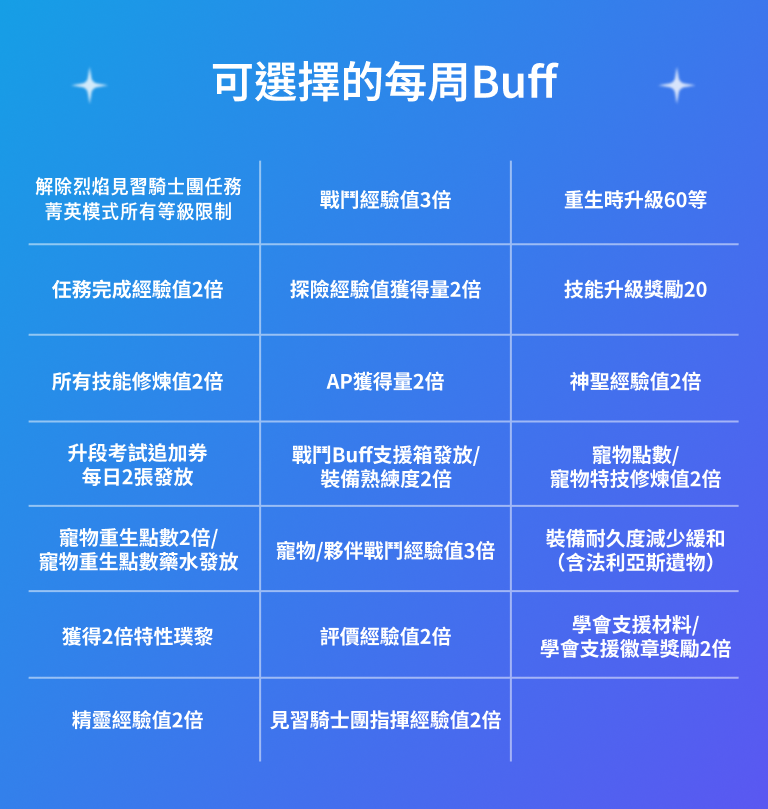 可選擇的每周Buff
解除烈焰見習騎士團任務
菁英模式所有等級限制
戰鬥經驗值3倍
重生時升級60等
任務完成經驗值2倍
探險經驗值獲得量2倍
技能升級獎勵20
所有技能修煉值2倍
AP獲得量2倍
神聖經驗值2倍
升段考試追加券
每日2張發放
戰鬥Buff支援箱發放/
裝備熟練度2倍
寵物點數/
寵物特技修煉值2倍
寵物重生點數2倍/
寵物重生點數藥水發放
寵物/夥伴戰鬥經驗值3倍
裝備耐久度減少緩和
（含法利亞斯遺物）
獲得2倍特性璞黎
評價經驗值2倍
學會支援材料/
學會支援徽章獎勵2倍
精靈經驗值2倍
見習騎士團指揮經驗值2倍